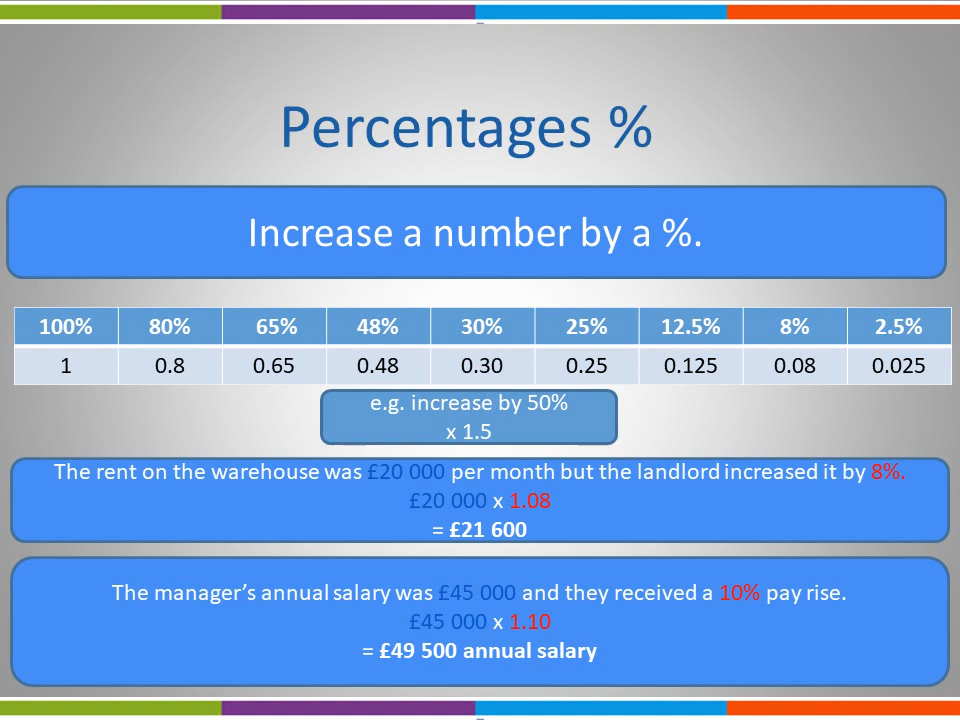 Percentages %
Increase a number by a %.
100% 80% 65% 48% 30% 25% 12.5% 8% 2.5%
1 0.8 0.65 0.48 0.30 0.25 0.125 0.08 0.025
e.g. increase by 50%
x 1.5
The rent on the warehouse was £20 000 per month but the landlord increased it by 8%.
£20 000 x 1.08
= £21 600
The manager’s annual salary was £45 000 and they received a 10% pay rise.
£45 000 x 1.10
= £49 500 annual salary